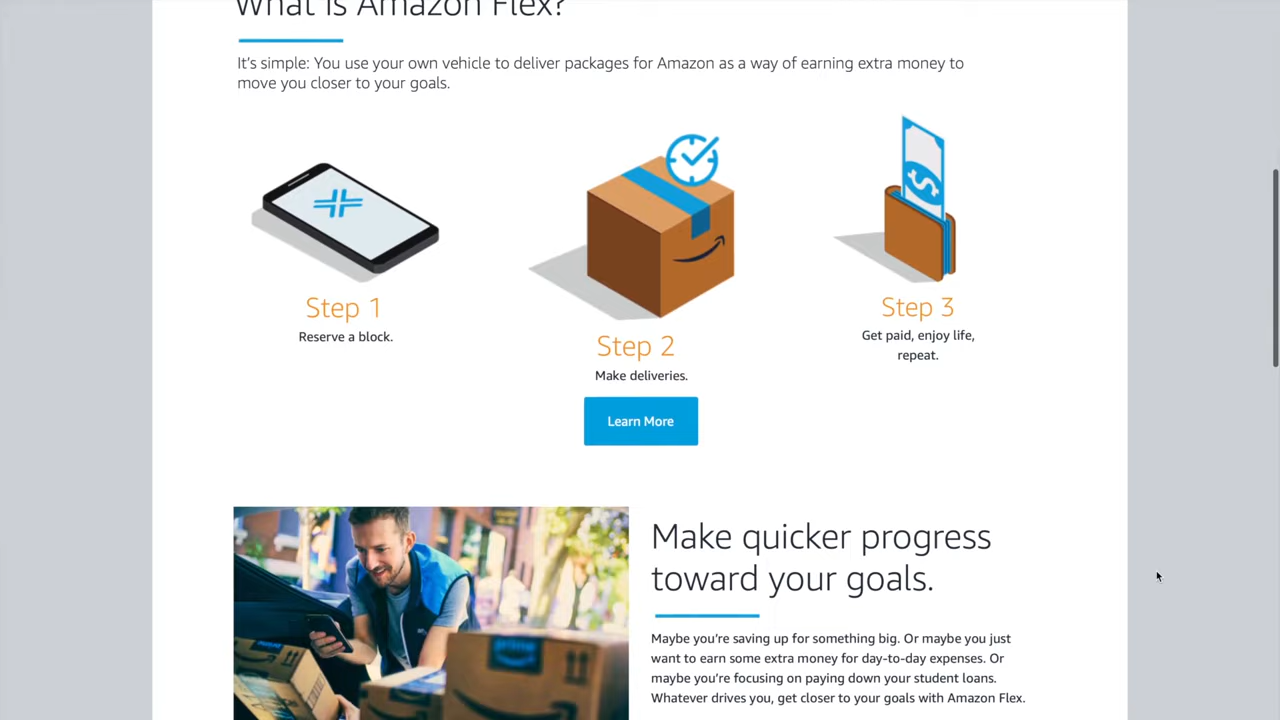 What is Amazon Flex?
It's simple: You use your own vehicle to deliver packages for Amazon as a way of earning extra money to
move you closer to your goals.
Step 1
Reserve a block.
Step 2
Make deliveries.
Step 3
Get paid, enjoy life,
repeat.
Learn More
Make quicker progress
toward your goals.
Maybe you're saving up for something big. Or maybe you just
want to earn some extra money for day-to-day expenses. Or
maybe you're focusing on paying down your student loans.
Whatever drives you, get closer to your goals with Amazon Flex.